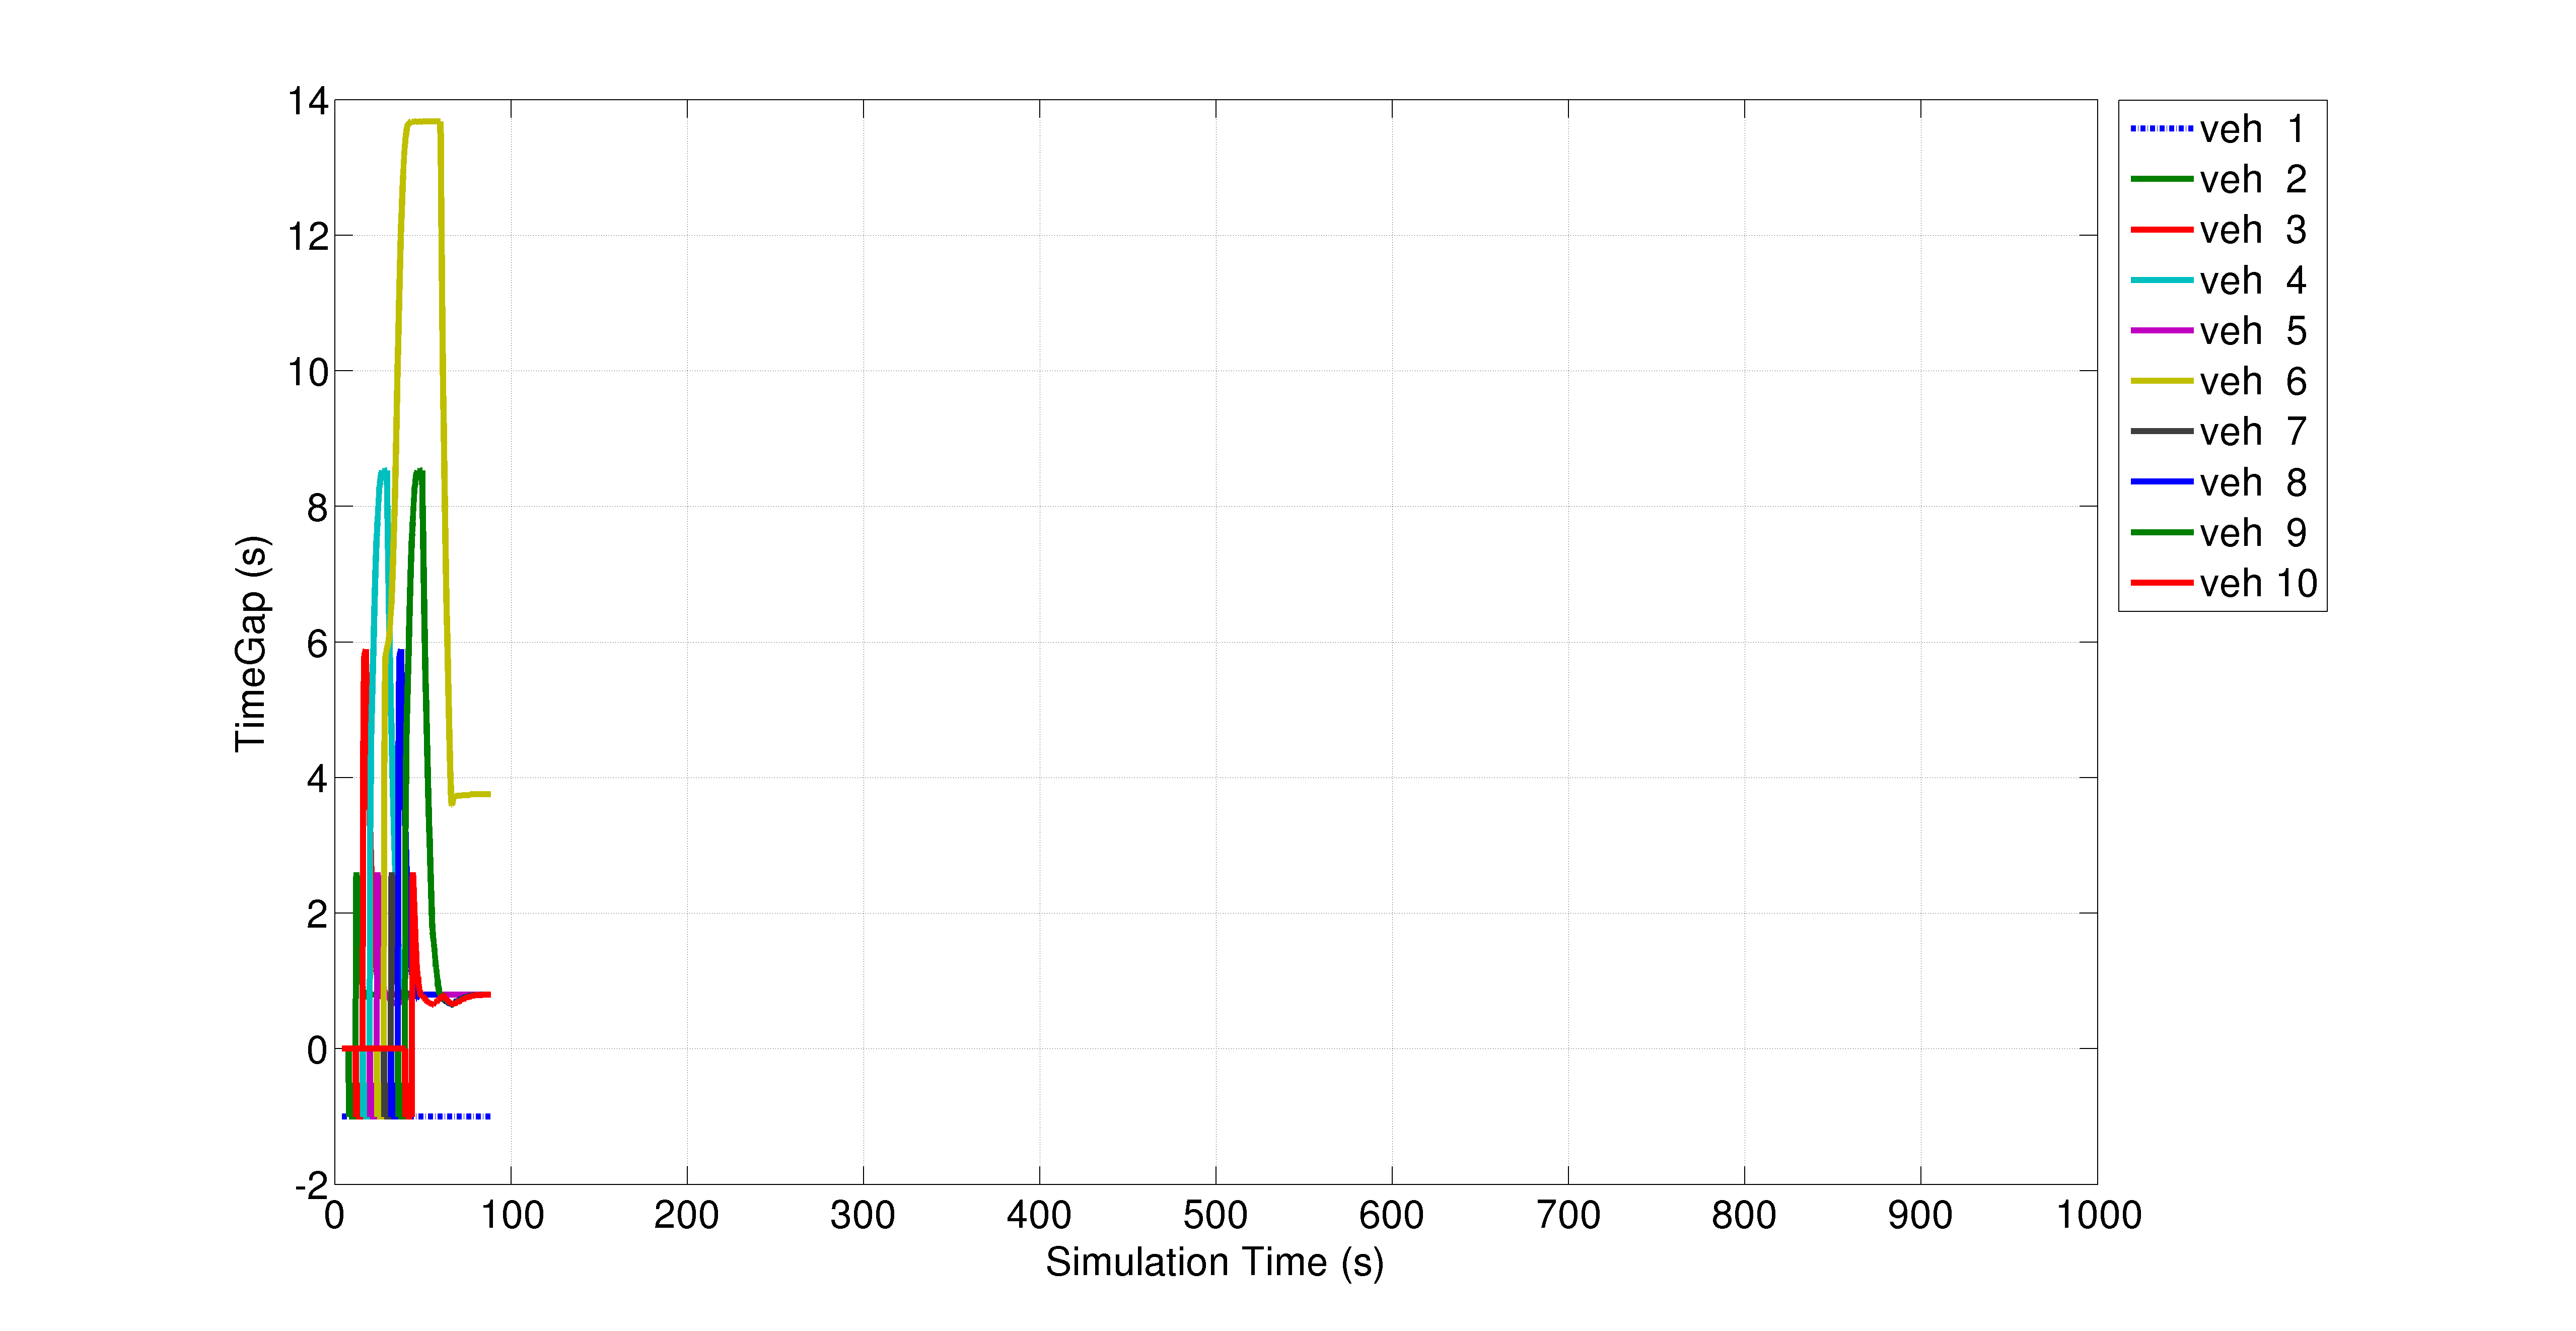 14
12
10
8
6
4
2
0
-2
TimeGap (s)
0 100 200 300 400 500 600 700 800 900 1000
Simulation Time (s)
veh 1
veh 2
veh 3
veh 4
veh 5
veh 6
veh 7
veh 8
veh 9
veh 10